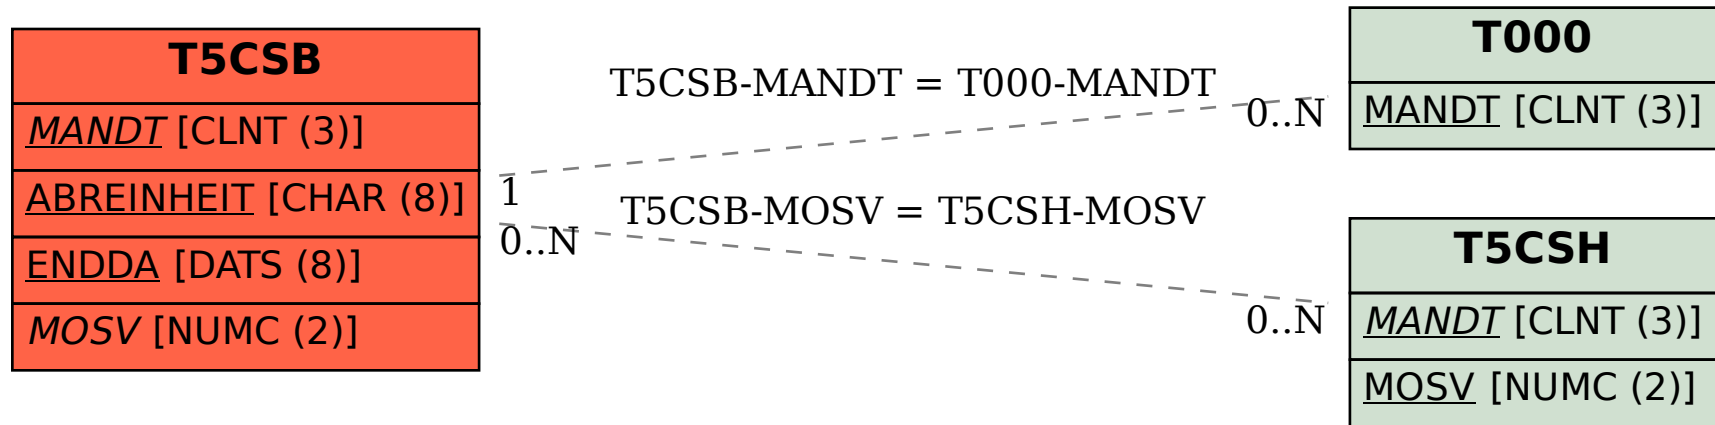 T5CSB
MANDT [CLNT (3)]
ABREINHEIT [CHAR (8)]
ENDDA [DATS (8)]
MOSV [NUMC (2)]
T5CSB-MANDT = T000-MANDT
0..N
1
T5CSB-MOSV = T5CSH-MOSV
0..N
0..N
T000
MANDT [CLNT (3)]
T5CSH
MANDT [CLNT (3)]
MOSV [NUMC (2)]